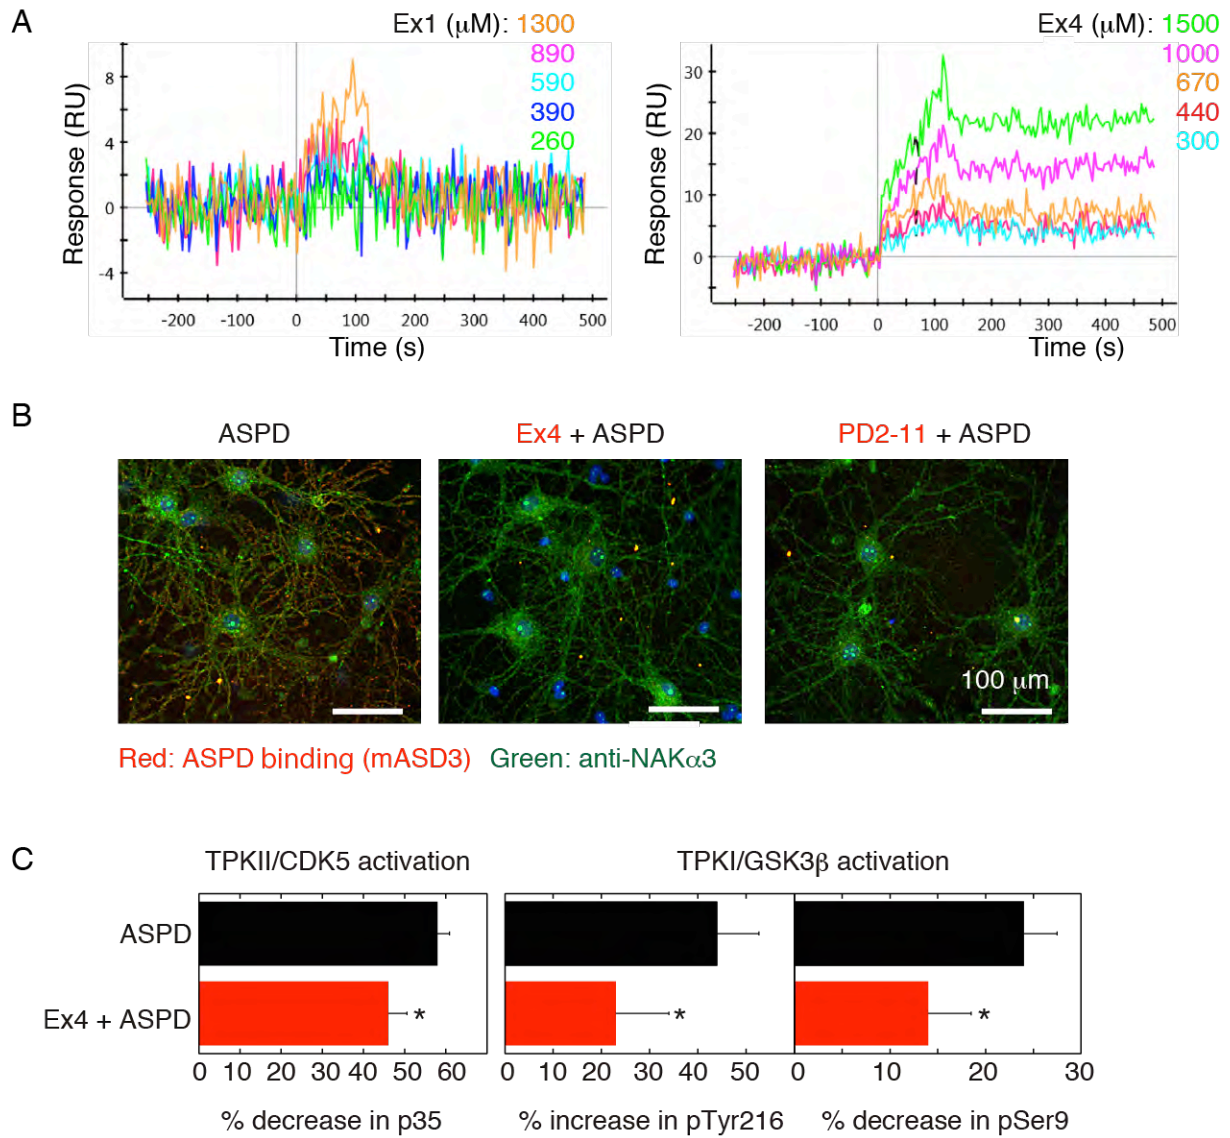 A
Ex1 (μM): 1300
890
590
390
260
8
4
0
-4
Response (RU)
-200 -100 0 100 200 300 400 500
Time (s)
Ex4 (μM): 1500
1000
670
440
300
30
20
10
0
Response (RU)
-200 -100 0 100 200 300 400 500
Time (s)
B
ASPD
Ex4 + ASPD
PD2-11 + ASPD
100 μm
Red: ASPD binding (mASD3) Green: anti-NAKα3
C
TPKII/CDK5 activation
TPKI/GSK3β activation
ASPD
Ex4 + ASPD
*
*
*
0 10 20 30 40 50 60
0 10 20 30 40 50
0 10 20 30
% decrease in p35
% increase in pTyr216
% decrease in pSer9